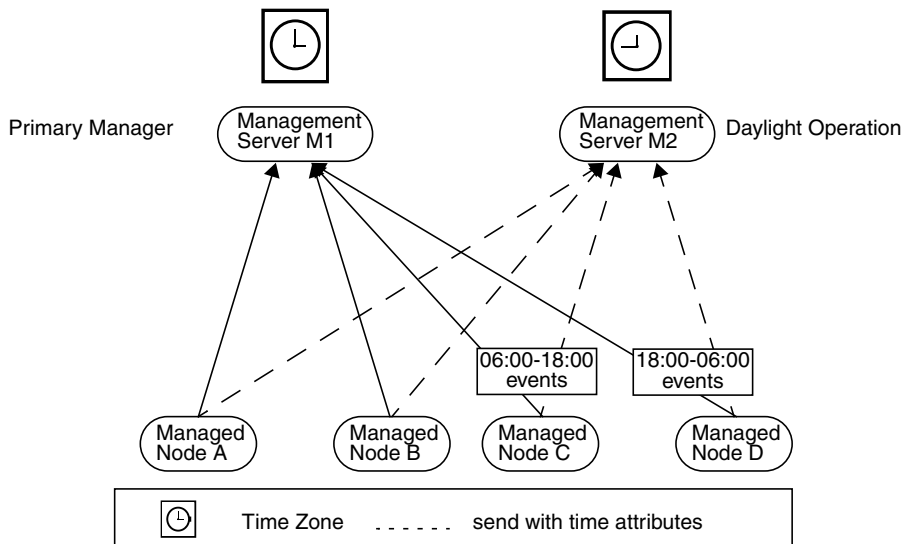 Primary Manager
Management
Server M1
Management
Server M2
Daylight Operation
06:00-18:00
events
18:00-06:00
events
Managed
Node A
Managed
Node B
Managed
Node C
Managed
Node D
Time Zone
send with time attributes